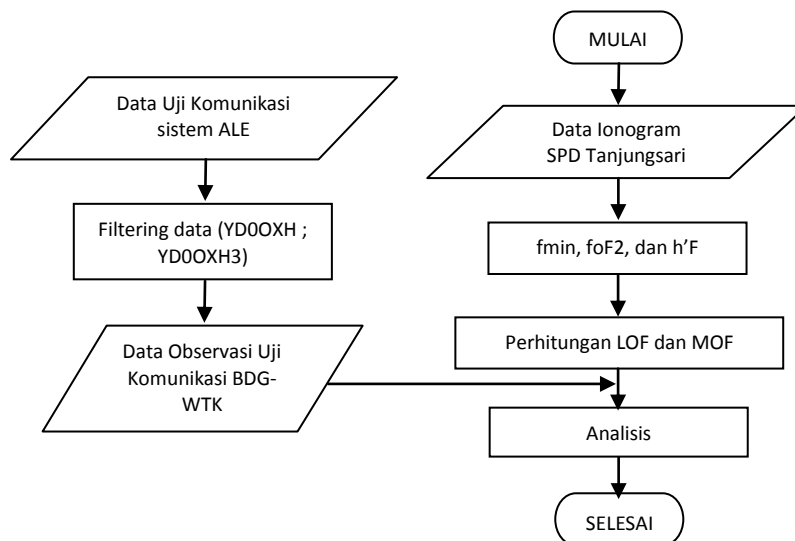 MULAI
Data Uji Komunikasi
sistem ALE
Data Ionogram
SPD Tanjungsari
Filtering data (YD0OXH ;
YD0OXH3)
fmin, foF2, dan h'F
Data Observasi Uji
Komunikasi BDG-
WTK
Perhitungan LOF dan MOF
Analisis
SELESAI